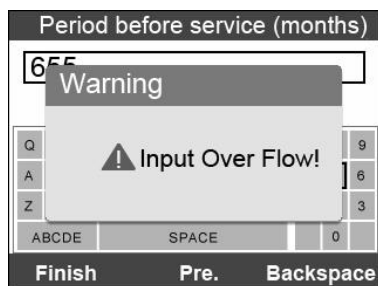 Period before service (months)
655
Warning
Input Over Flow!
Q 9
A 6
Z 3
ABCDE SPACE 0
Finish Pre. Backspace